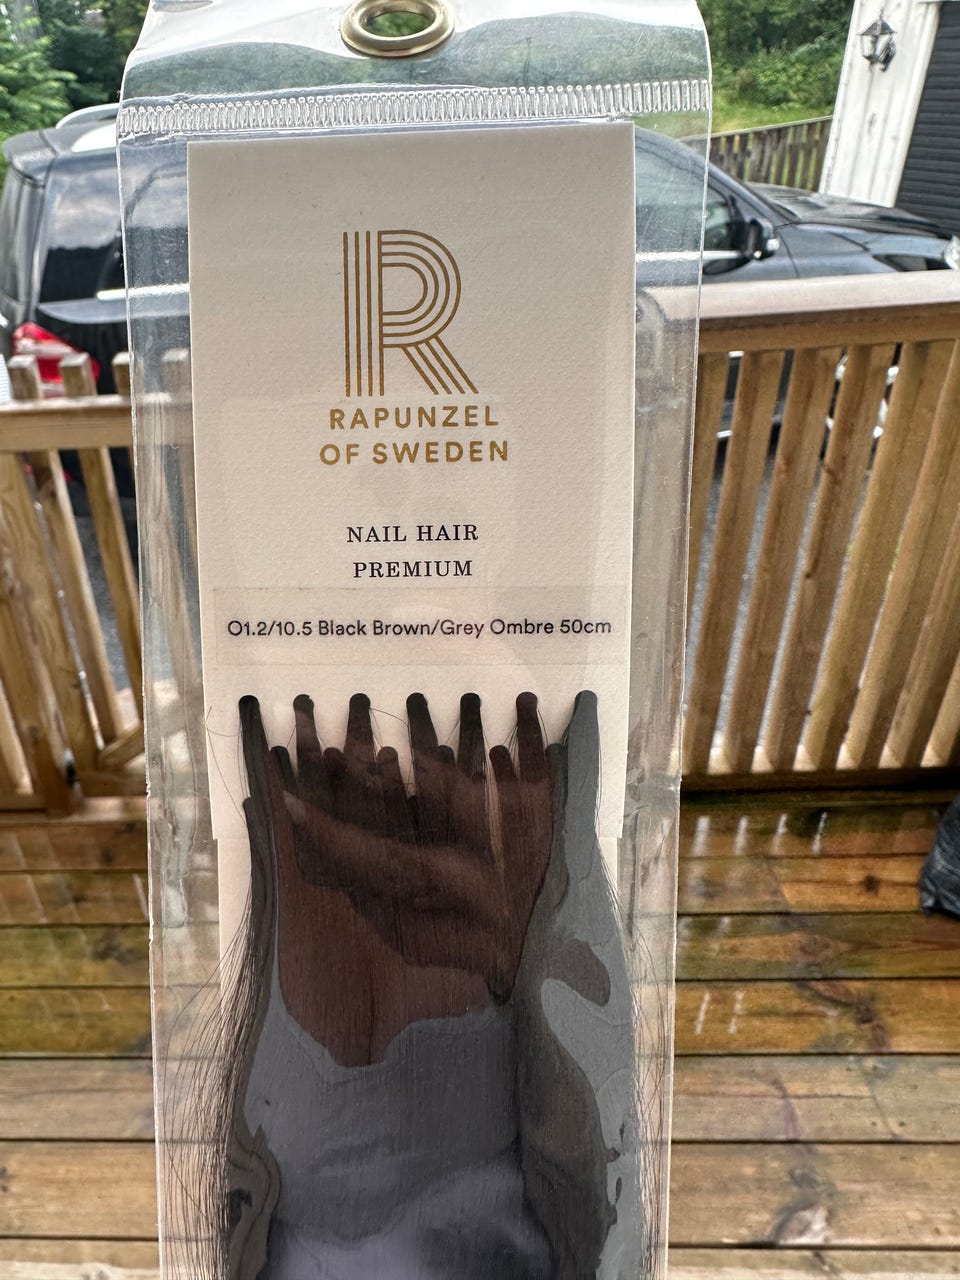 R
RAPUNZEL
OF SWEDEN
NAIL HAIR
PREMIUM
O1.2/10.5 Black Brown/Grey Ombre 50cm